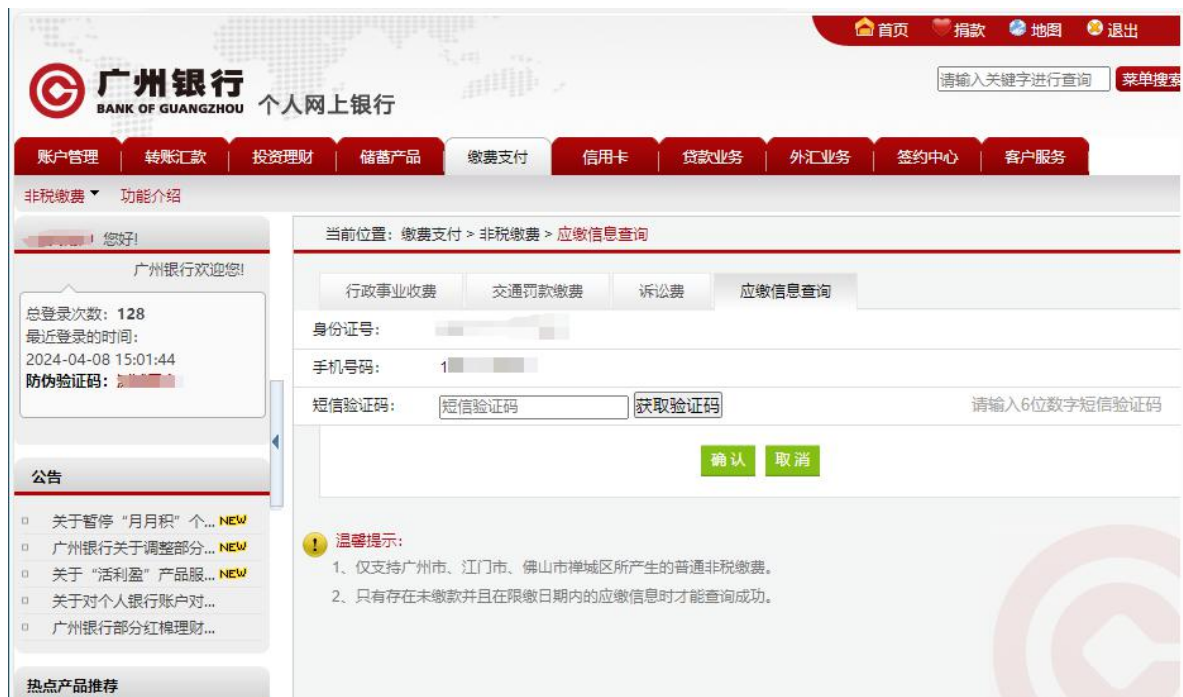 首页 捐款 地图 退出
广州银行
BANK OF GUANGZHOU
个人网上银行
请输入关键字进行查询 菜单搜索
账户管理 转账汇款 投资理财 储蓄产品 缴费支付 信用卡 贷款业务 外汇业务 签约中心 客户服务
非税缴费 功能介绍
您好!
广州银行欢迎您!
总登录次数：128
最近登录的时间：
2024-04-08 15:01:44
防伪验证码：
公告
关于暂停“月月积”个... NEW
广州银行关于调整部分... NEW
关于“活利盈”产品服... NEW
关于对个人银行账户对...
广州银行部分红棉理财...
热点产品推荐
当前位置：缴费支付 > 非税缴费 > 应缴信息查询
行政事业收费 交通罚款缴费 诉讼费 应缴信息查询
身份证号：
手机号码： 1
短信验证码： 短信验证码 获取验证码 请输入6位数字短信验证码
确认 取消
温馨提示：
1、仅支持广州市、江门市、佛山市禅城区所产生的普通非税缴费。
2、只有存在未缴款并且在限缴日期内的应缴信息时才能查询成功。